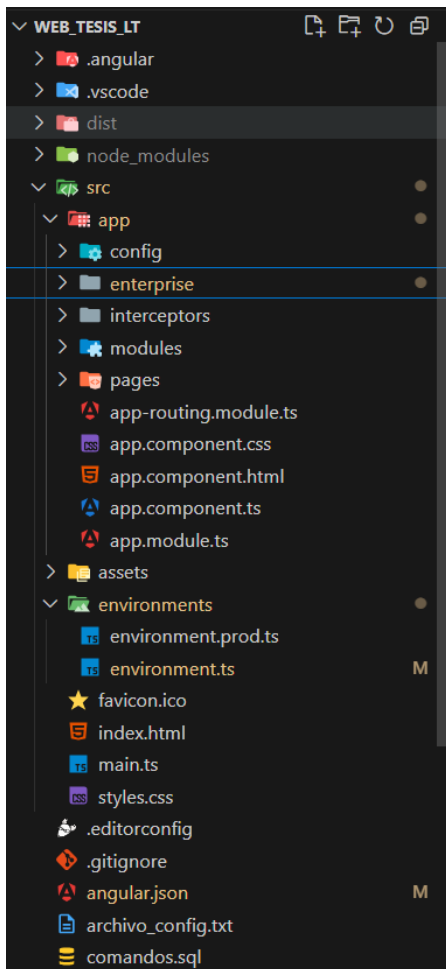 WEB_TESIS_LT
.angular
.vscode
dist
node_modules
src
app
config
enterprise
interceptors
modules
pages
app-routing.module.ts
app.component.css
app.component.html
app.component.ts
app.module.ts
assets
environments
environment.prod.ts
environment.ts M
favicon.ico
index.html
main.ts
styles.css
.editorconfig
.gitignore
angular.json M
archivo_config.txt
comandos.sql